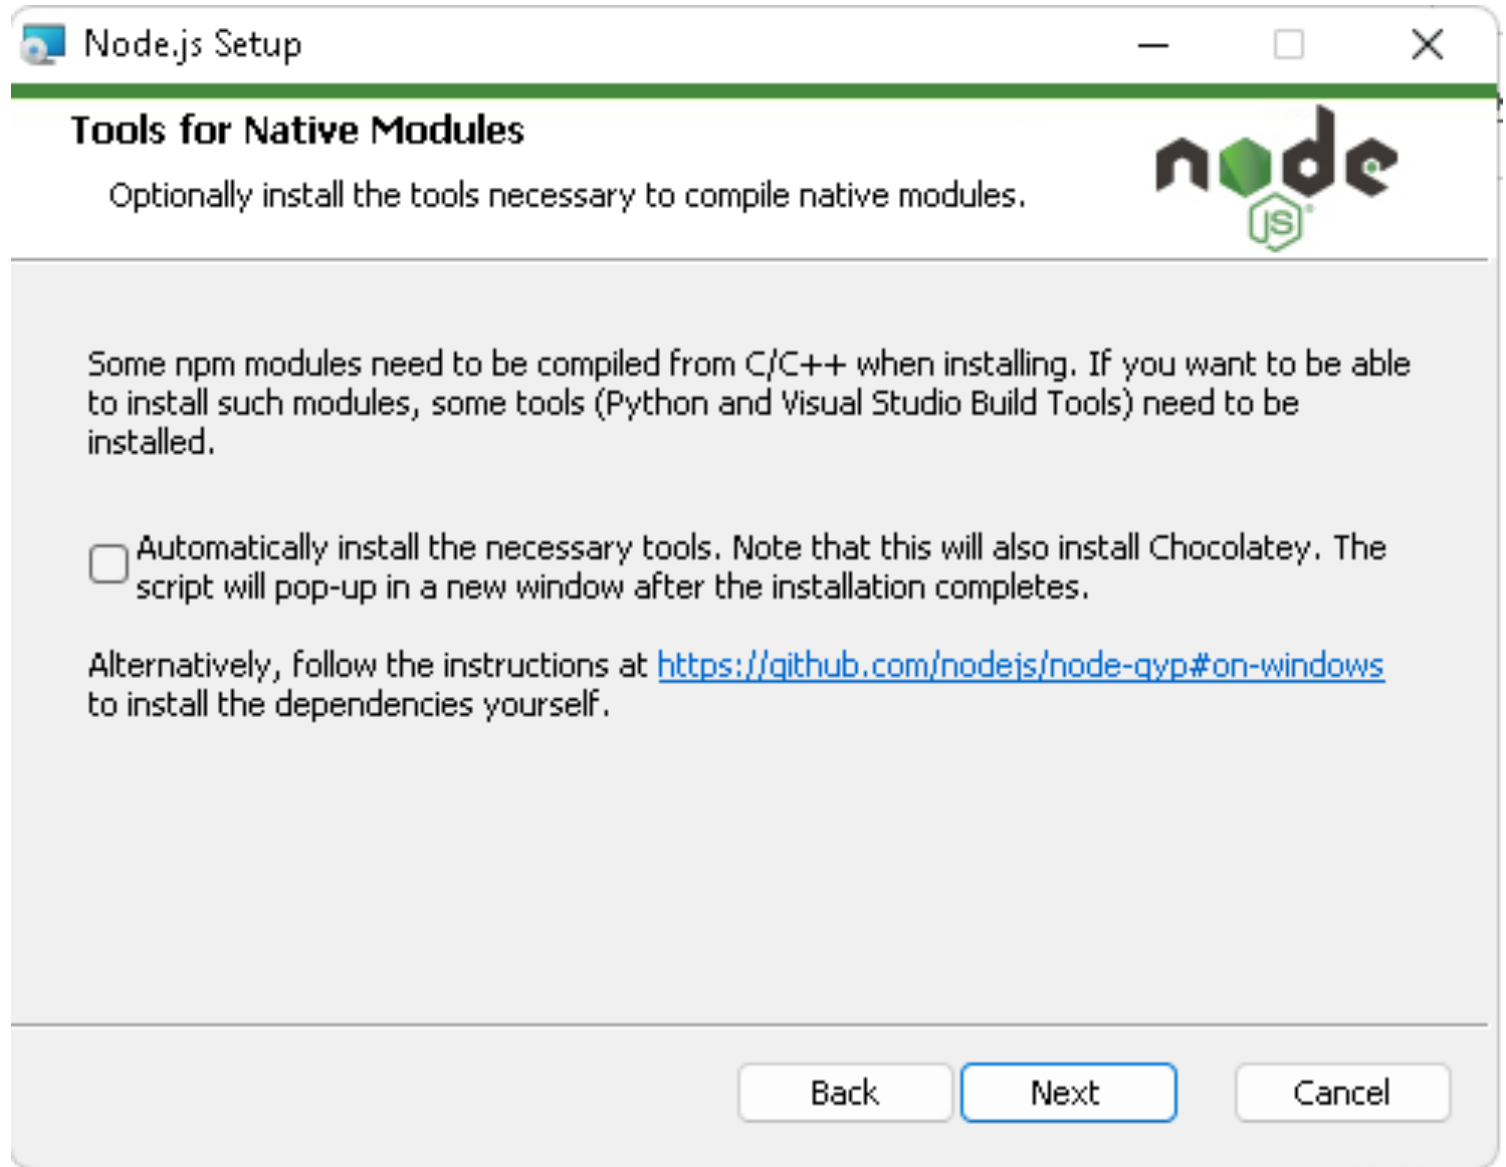 Node.js Setup
Tools for Native Modules
Optionally install the tools necessary to compile native modules.
node
JS
Some npm modules need to be compiled from C/C++ when installing. If you want to be able
to install such modules, some tools (Python and Visual Studio Build Tools) need to be
installed.
Automatically install the necessary tools. Note that this will also install Chocolatey. The
script will pop-up in a new window after the installation completes.
Alternatively, follow the instructions at https://github.com/nodejs/node-gyp#on-windows
to install the dependencies yourself.
Back Next Cancel